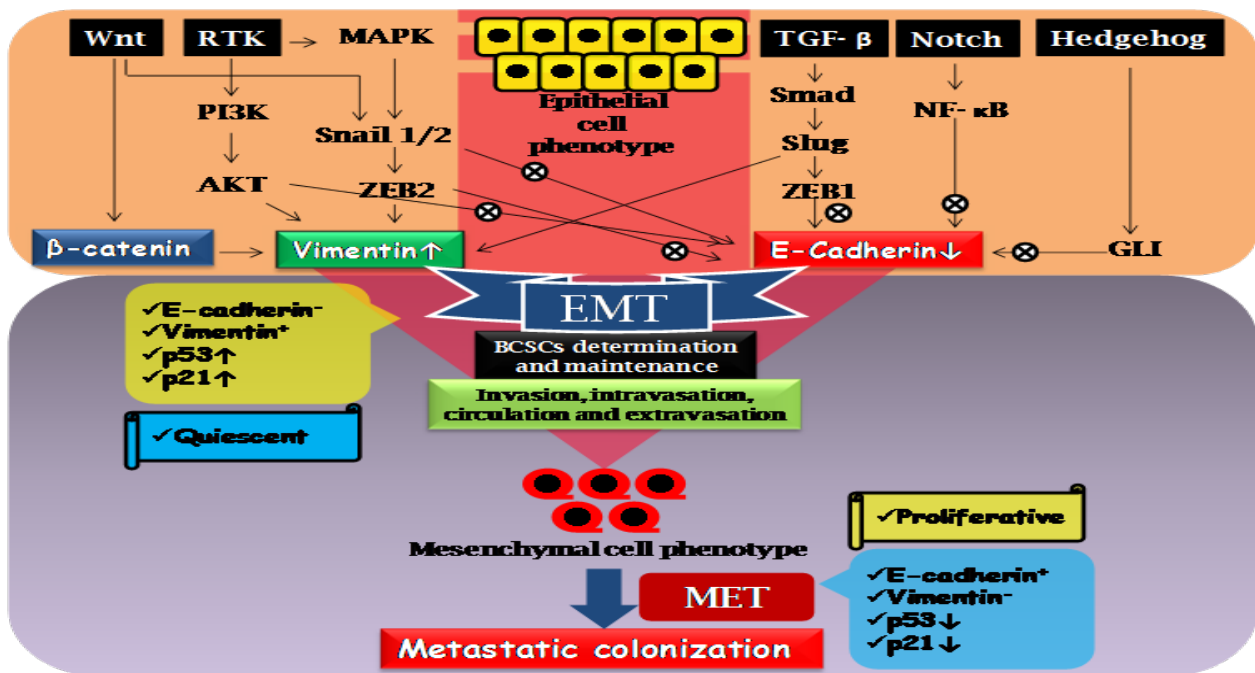 Wnt
RTK
MAPK
TGF- β
Notch
Hedgehog
PI3K
Snail 1/2
Epithelial
cell
phenotype
Smad
NF- κB
Slug
AKT
ZEB2
ZEB1
β-catenin
Vimentin↑
E-Cadherin↓
GLI
EMT
✓E-cadherin⁻
✓Vimentin⁺
✓p53↑
✓p21↑
BCSCs determination
and maintenance
Invasion, intravasation,
circulation and extravasation
✓Quiescent
Mesenchymal cell phenotype
✓Proliferative
MET
✓E-cadherin⁺
✓Vimentin⁻
✓p53↓
✓p21↓
Metastatic colonization